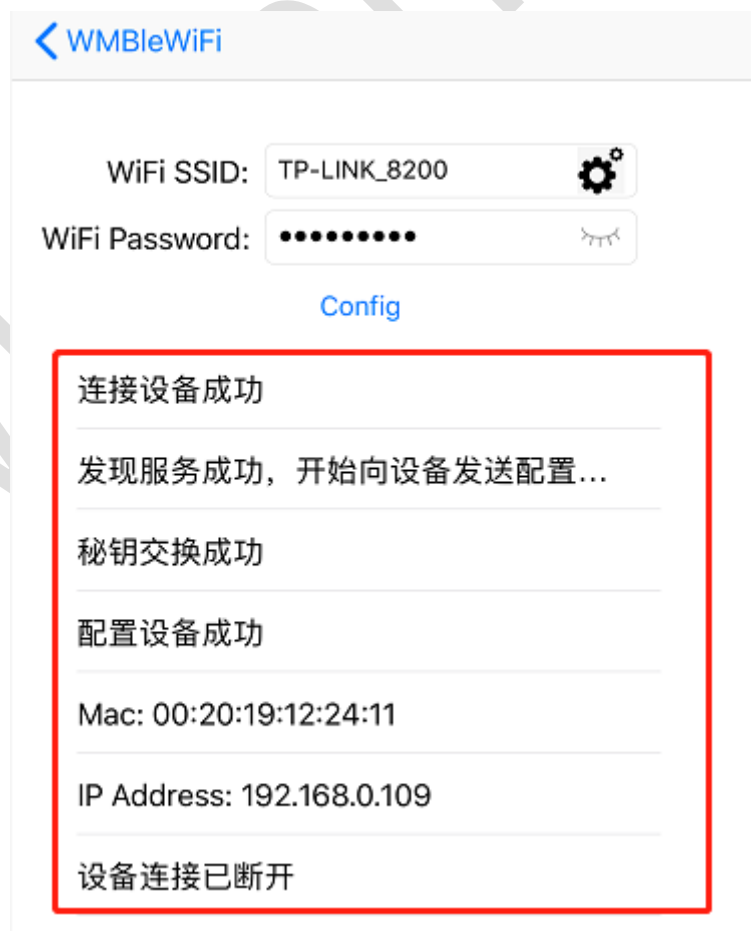 WMBleWiFi
WiFi SSID: TP-LINK_8200
WiFi Password: •••••••••
Config
连接设备成功
发现服务成功，开始向设备发送配置...
秘钥交换成功
配置设备成功
Mac: 00:20:19:12:24:11
IP Address: 192.168.0.109
设备连接已断开